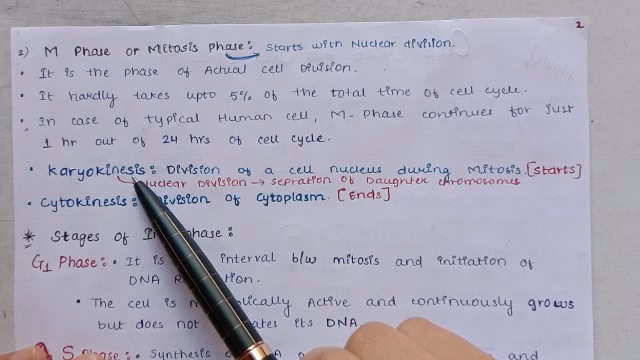 2
2) M Phase or Mitosis Phase: Starts with Nuclear division.
• It is the phase of Actual cell Division.
• It hardly takes upto 5% of the total time of cell cycle.
• In case of typical Human cell, M-Phase continues for just
1 hr out of 24 hrs of cell cycle.
• Karyokinesis: Division of a cell nucleus during Mitosis. [Starts]
Nuclear Division → Sepration of Daughter chromosomes
• Cytokinesis: Division of cytoplasm. [Ends]
* Stages of phase:
G1 Phase: • It is interval b/w mitosis and initiation of
DNA
• The cell is Active and continuously grows
but does not its DNA
S Phase: • Synthesis of and